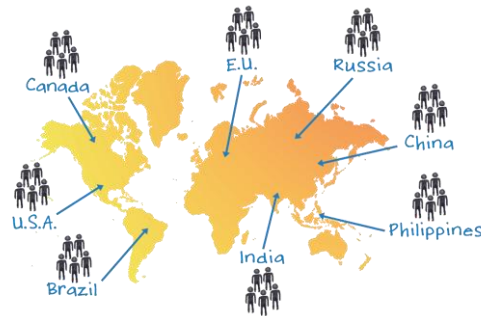 E.U.
Russia
Canada
China
U.S.A.
Philippines
India
Brazil